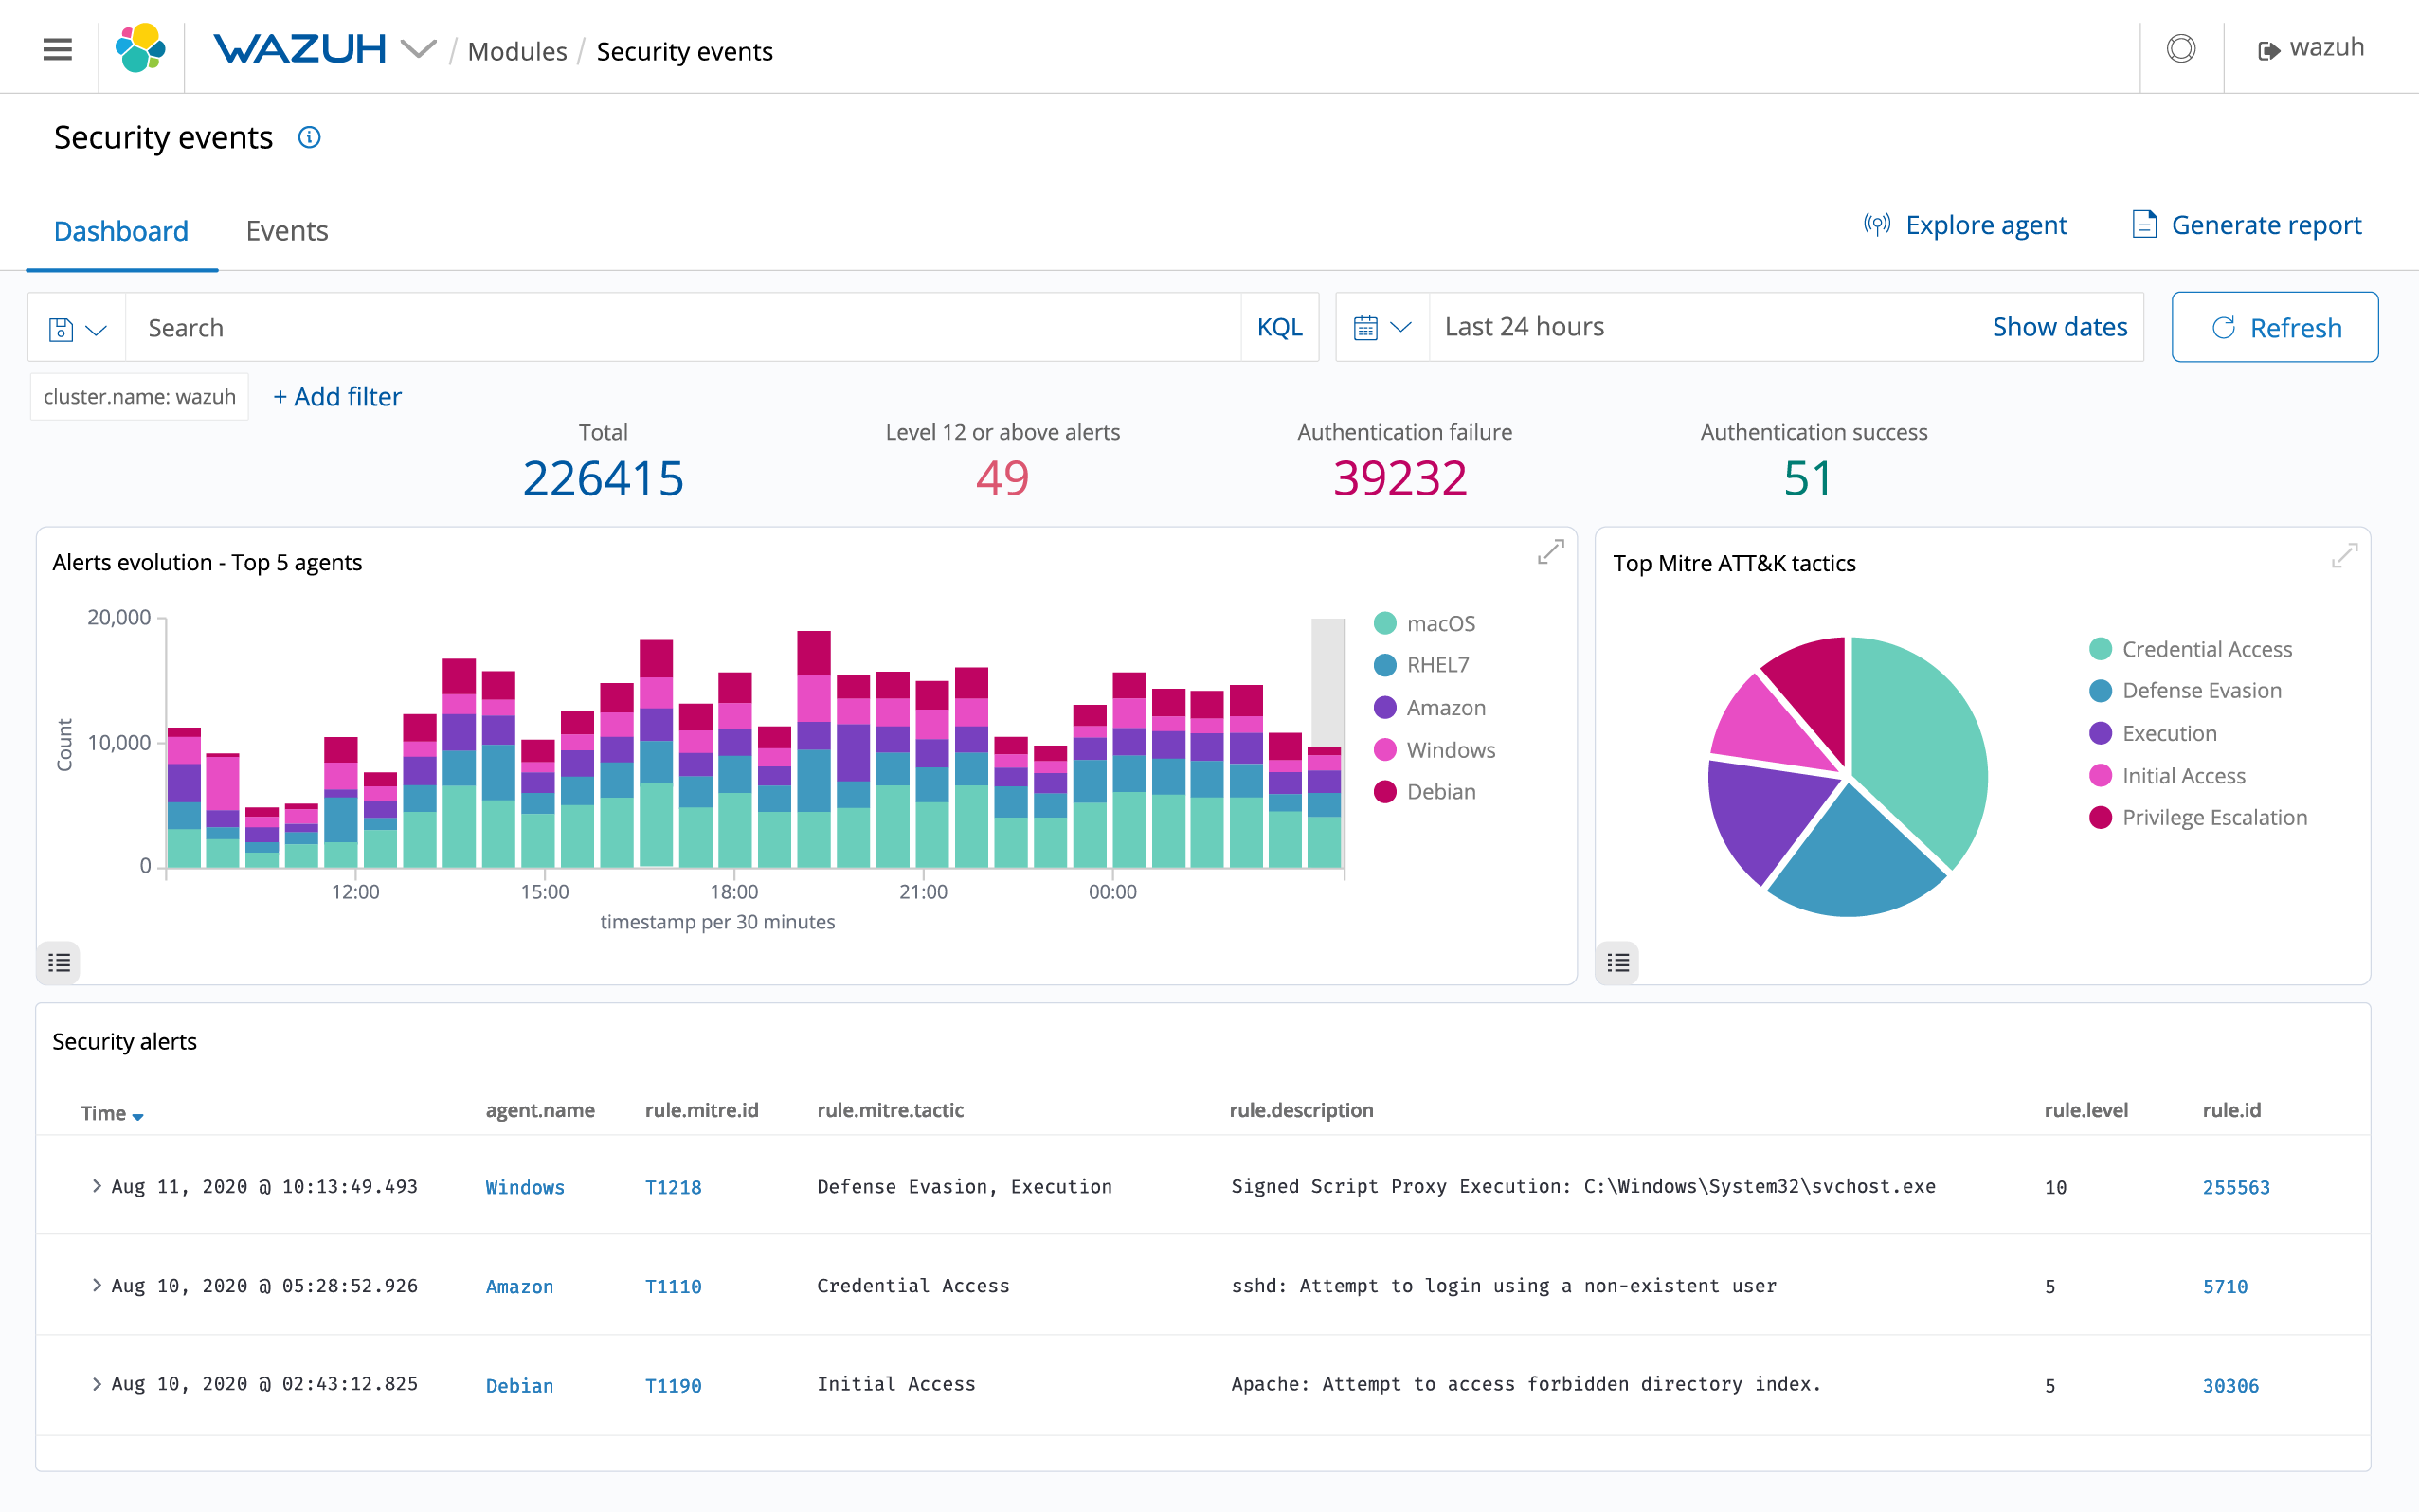 WAZUH / Modules / Security events
wazuh
Security events
Dashboard Events
Explore agent Generate report
Search KQL
Last 24 hours Show dates
Refresh
cluster.name: wazuh + Add filter
Total
226415
Level 12 or above alerts
49
Authentication failure
39232
Authentication success
51
Alerts evolution - Top 5 agents
Count
20,000
10,000
0
12:00 15:00 18:00 21:00 00:00
timestamp per 30 minutes
macOS
RHEL7
Amazon
Windows
Debian
Top Mitre ATT&K tactics
Credential Access
Defense Evasion
Execution
Initial Access
Privilege Escalation
Security alerts
Time agent.name rule.mitre.id rule.mitre.tactic rule.description rule.level rule.id
Aug 11, 2020 @ 10:13:49.493 Windows T1218 Defense Evasion, Execution Signed Script Proxy Execution: C:\Windows\System32\svchost.exe 10 255563
Aug 10, 2020 @ 05:28:52.926 Amazon T1110 Credential Access sshd: Attempt to login using a non-existent user 5 5710
Aug 10, 2020 @ 02:43:12.825 Debian T1190 Initial Access Apache: Attempt to access forbidden directory index. 5 30306